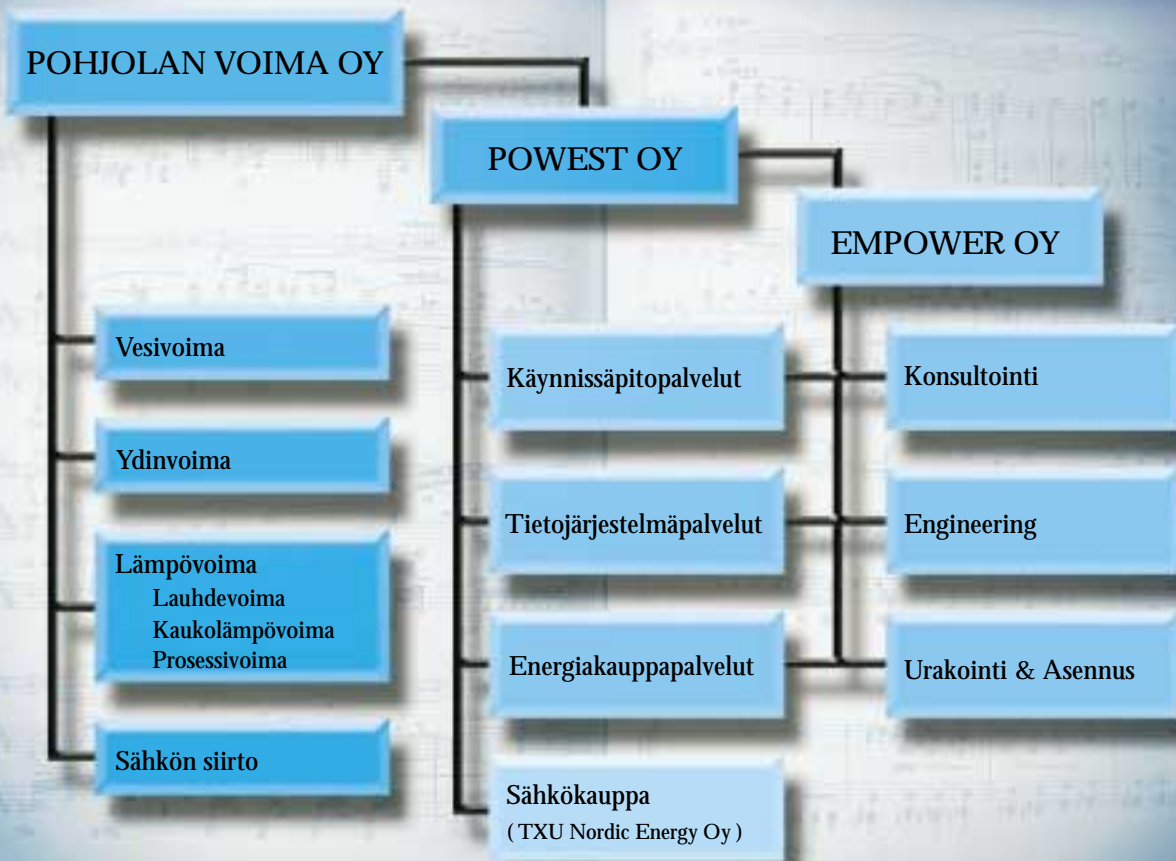 POHJOLAN VOIMA OY
Vesivoima
Ydinvoima
Lämpövoima
Lauhdevoima
Kaukolämpövoima
Prosessivoima
Sähkön siirto
POWEST OY
Käynnissäpitopalvelut
Tietojärjestelmäpalvelut
Energiakauppapalvelut
Sähkökauppa
( TXU Nordic Energy Oy )
EMPOWER OY
Konsultointi
Engineering
Urakointi & Asennus